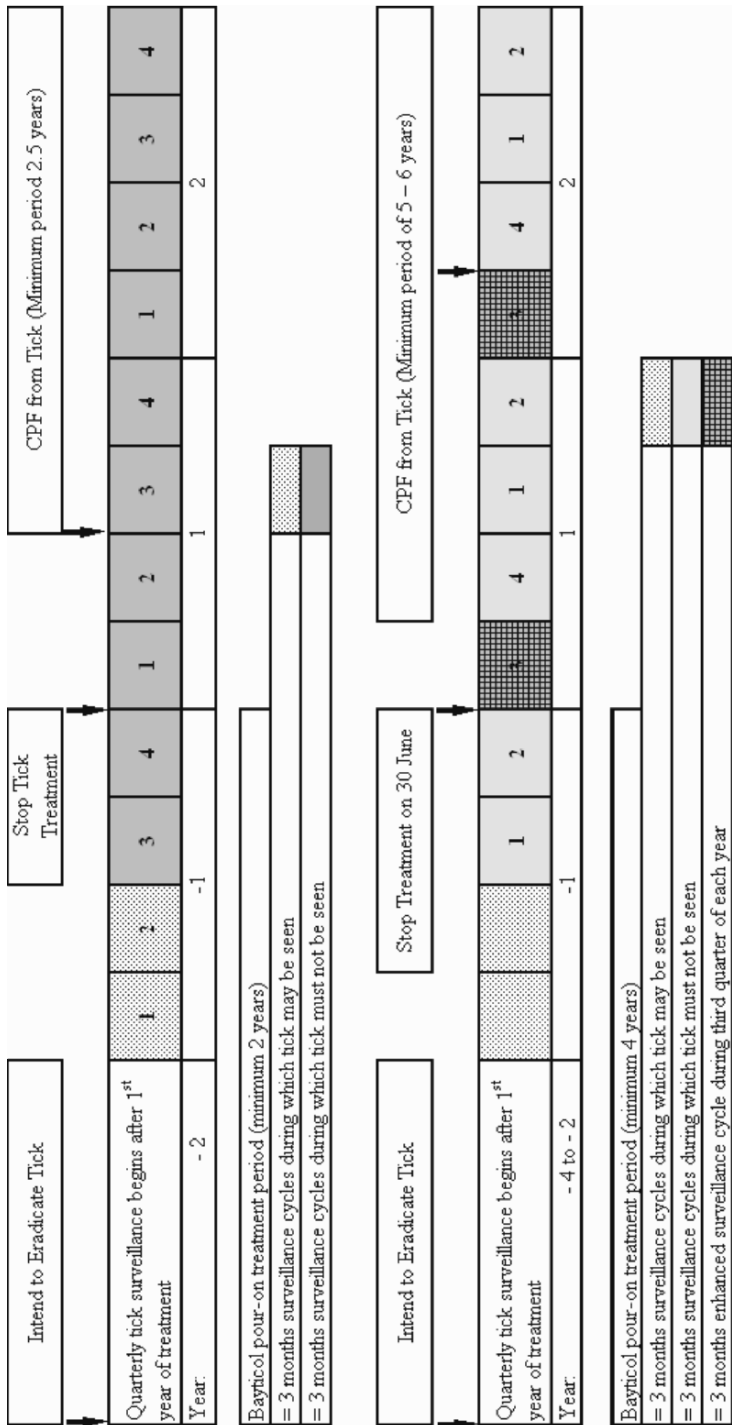 Intend to Eradicate Tick
Stop Tick
Treatment
CPF from Tick (Minimum period 2.5 years)
Quarterly tick surveillance begins after 1st
year of treatment
1 2 3 4 1 2 3 4 1 2 3 4
Year: - 2 -1 1 2
Bayticol pour-on treatment period (minimum 2 years)
= 3 months surveillance cycles during which tick may be seen
= 3 months surveillance cycles during which tick must not be seen
Intend to Eradicate Tick
Stop Treatment on 30 June
CPF from Tick (Minimum period of 5 – 6 years)
Quarterly tick surveillance begins after 1st
year of treatment
1 2 3 4 1 2 3 4 1 2
Year: - 4 to - 2 -1 1 2
Bayticol pour-on treatment period (minimum 4 years)
= 3 months surveillance cycles during which tick may be seen
= 3 months surveillance cycles during which tick must not be seen
= 3 months enhanced surveillance cycle during third quarter of each year